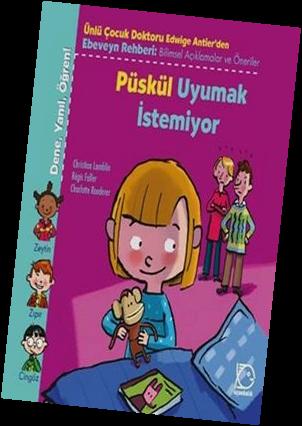 Ünlü Çocuk Doktoru Edwige Antier'den
Ebeveyn Rehberi: Bilimsel Açıklamalar ve Öneriler
Püskül Uyumak
İstemiyor
Christian Lamblin
Régis Faller
Charlotte Roederer
Dene, Yanıl, Öğren!
Zeytin
Zıpır
Cingöz